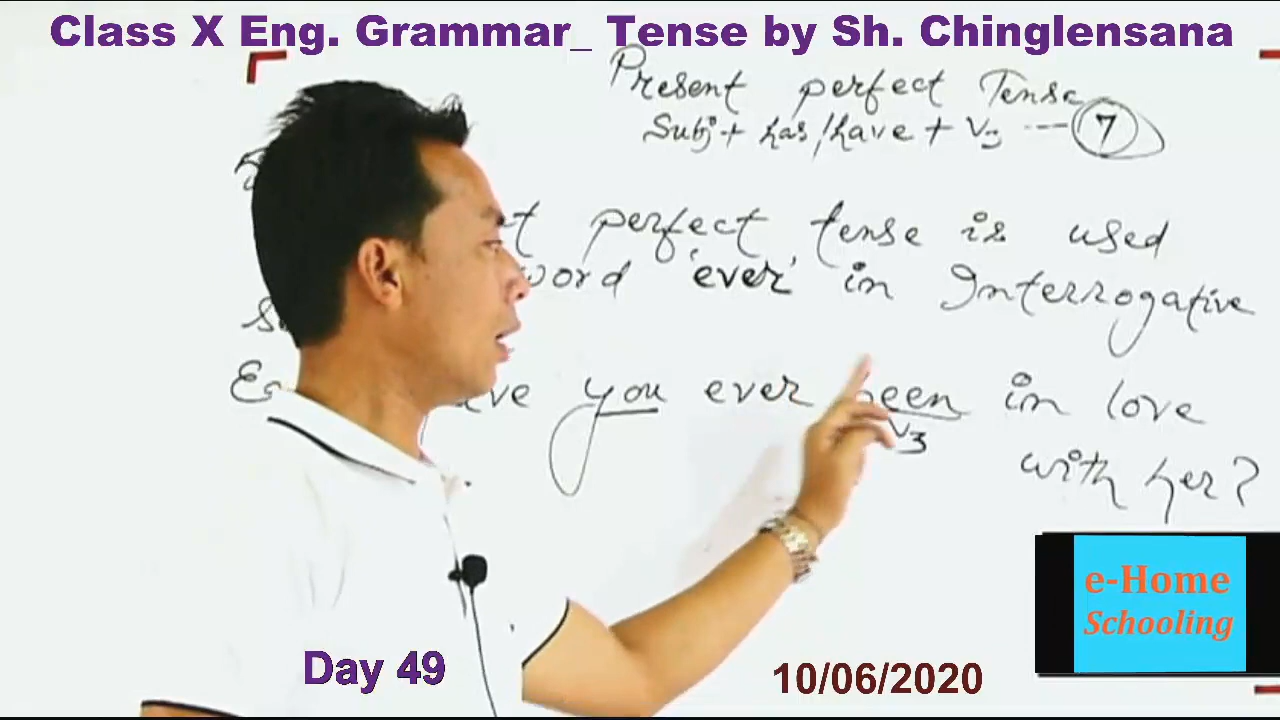 Class X Eng. Grammar_ Tense by Sh. Chinglensana
Present perfect Tense
Subj + has/have + V3 ---- 7
perfect tense is used
word 'ever' in Interrogative
you ever been in love
V3
with her?
e-Home
Schooling
Day 49
10/06/2020